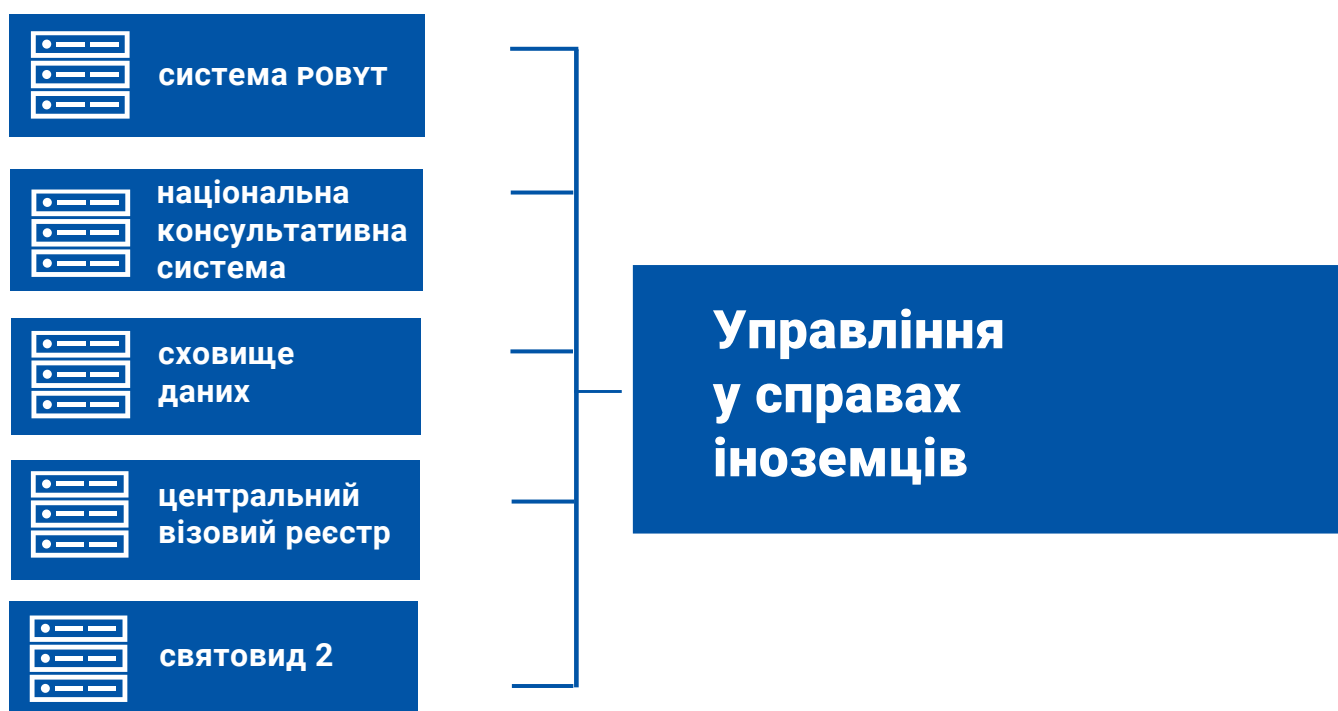 система POBYT
національна
консультативна
система
сховище
даних
центральний
візовий реєстр
святовид 2
Управління
у справах
іноземців